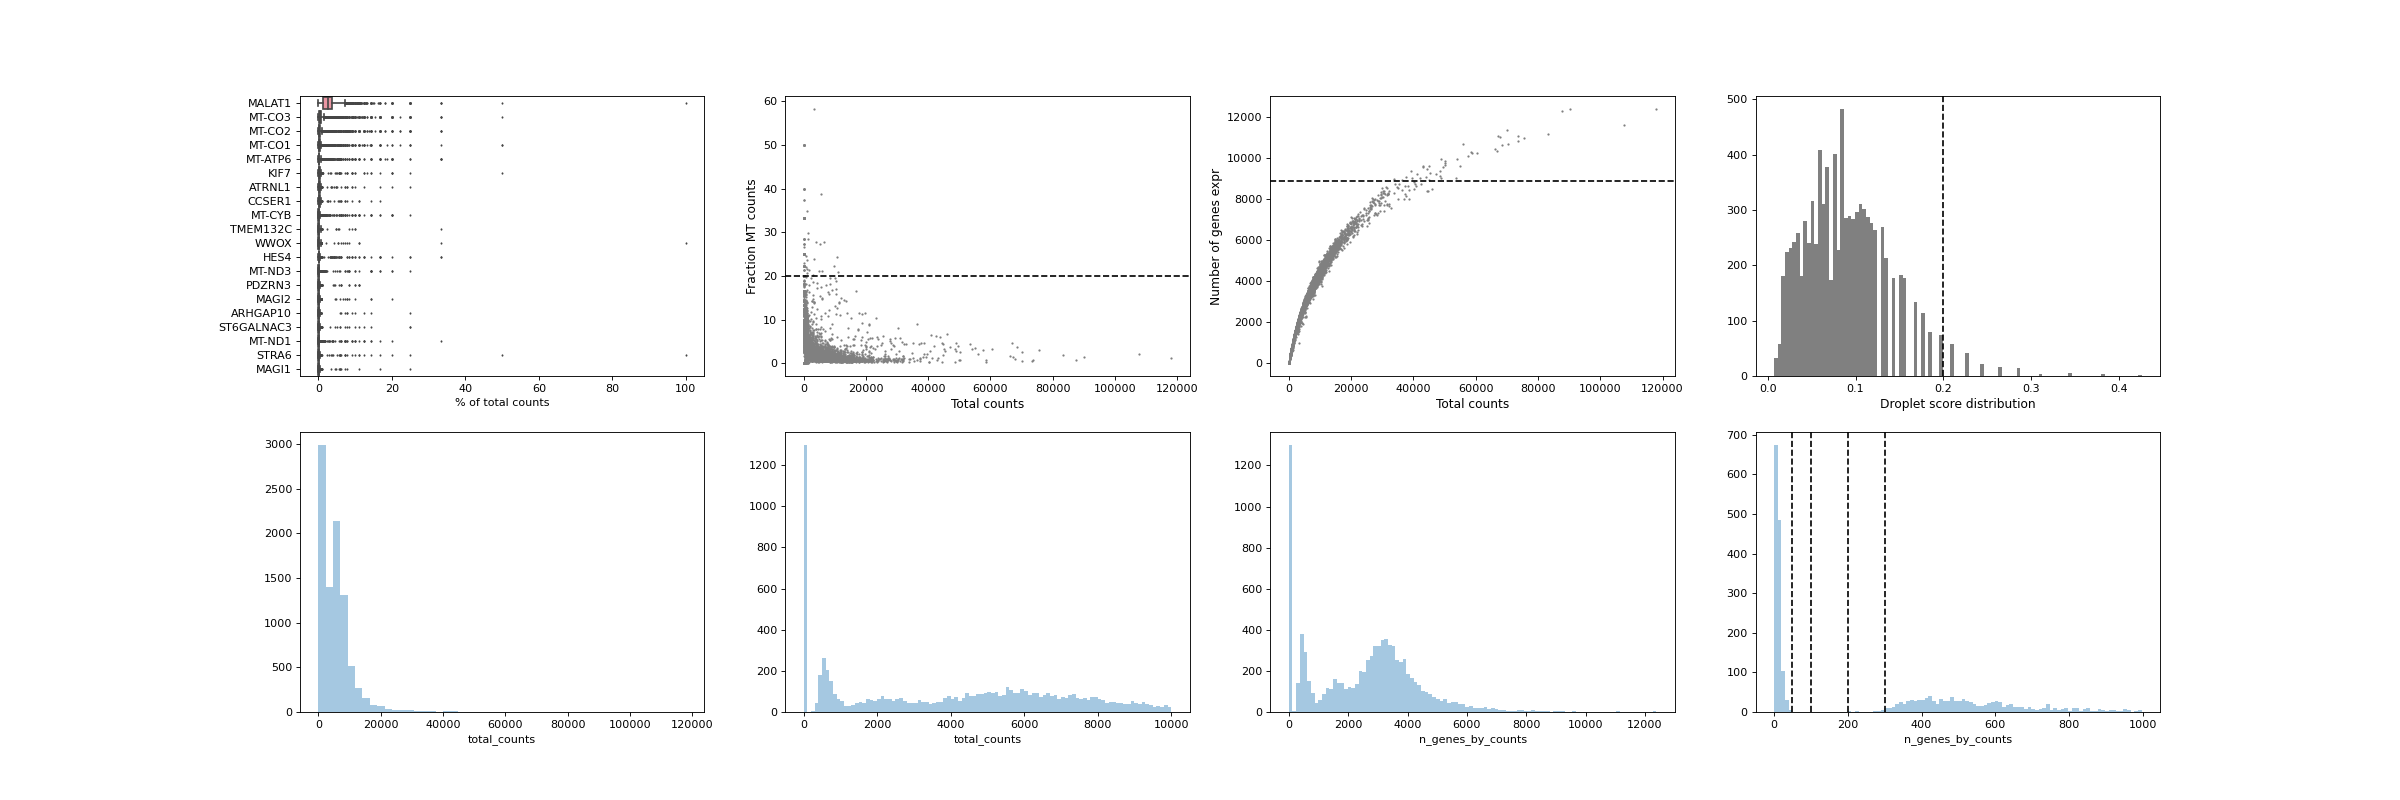 MALAT1
MT-CO3
MT-CO2
MT-CO1
MT-ATP6
KIF7
ATRNL1
CCSER1
MT-CYB
TMEM132C
WWOX
HES4
MT-ND3
PDZRN3
MAGI2
ARHGAP10
ST6GALNAC3
MT-ND1
STRA6
MAGI1
0 20 40 60 80 100
% of total counts
Fraction MT counts
60
50
40
30
20
10
0
0 20000 40000 60000 80000 100000 120000
Total counts
Number of genes expr
12000
10000
8000
6000
4000
2000
0
0 20000 40000 60000 80000 100000 120000
Total counts
500
400
300
200
100
0
0.0 0.1 0.2 0.3 0.4
Droplet score distribution
3000
2500
2000
1500
1000
500
0
0 20000 40000 60000 80000 100000 120000
total_counts
1200
1000
800
600
400
200
0
0 2000 4000 6000 8000 10000
total_counts
1200
1000
800
600
400
200
0
0 2000 4000 6000 8000 10000 12000
n_genes_by_counts
700
600
500
400
300
200
100
0
0 200 400 600 800 1000
n_genes_by_counts